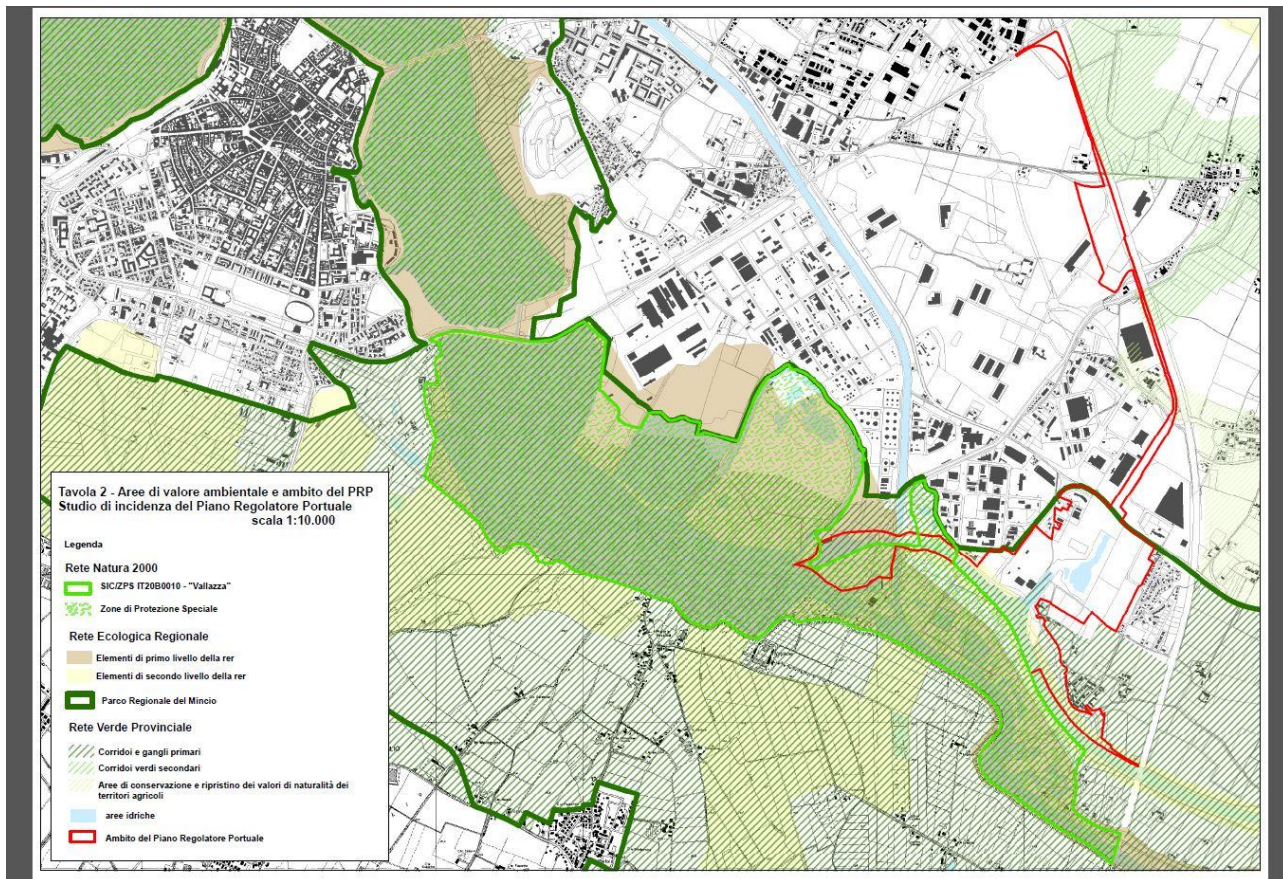 Tavola 2 - Aree di valore ambientale e ambito del PRP
Studio di incidenza del Piano Regolatore Portuale
scala 1:10.000
Legenda
Rete Natura 2000
SIC/ZPS IT20B0010 - "Vallazza"
Zone di Protezione Speciale
Rete Ecologica Regionale
Elementi di primo livello della rer
Elementi di secondo livello della rer
Parco Regionale del Mincio
Rete Verde Provinciale
Corridoi e gangli primari
Corridoi verdi secondari
Aree di conservazione e ripristino dei valori di naturalità dei
territori agricoli
aree idriche
Ambito del Piano Regolatore Portuale